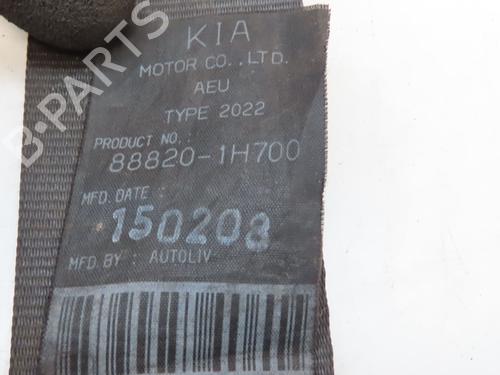 KIA
MOTOR CO.,LTD.
AEU
TYPE 2022
PRODUCT NO.:
88820-1H700
MFD. DATE :
150208
MFD. BY : AUTOLIV
B-PARTS